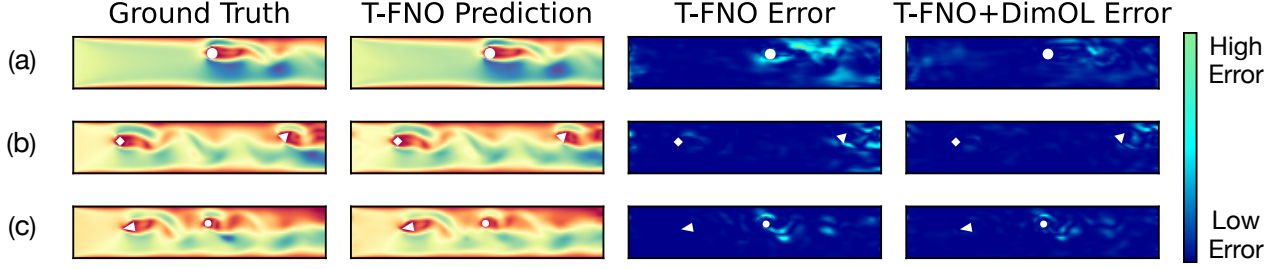 Ground Truth
T-FNO Prediction
T-FNO Error
T-FNO+DimOL Error
(a)
(b)
(c)
High
Error
Low
Error